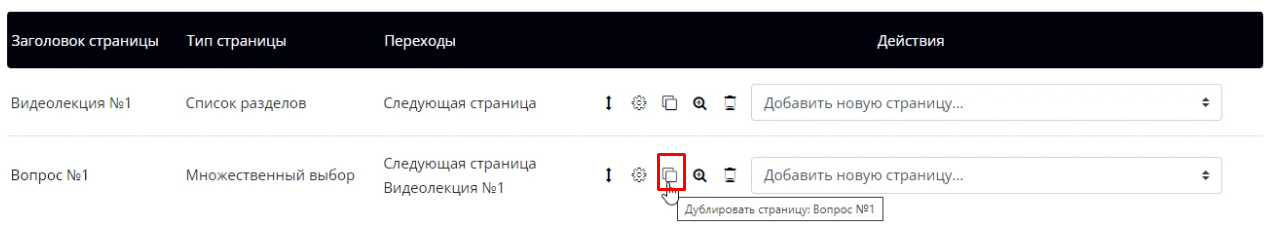 Заголовок страницы Тип страницы Переходы Действия
Видеолекция №1 Список разделов Следующая страница Добавить новую страницу...
Вопрос №1 Множественный выбор Следующая страница Видеолекция №1 Добавить новую страницу...
Дублировать страницу: Вопрос №1